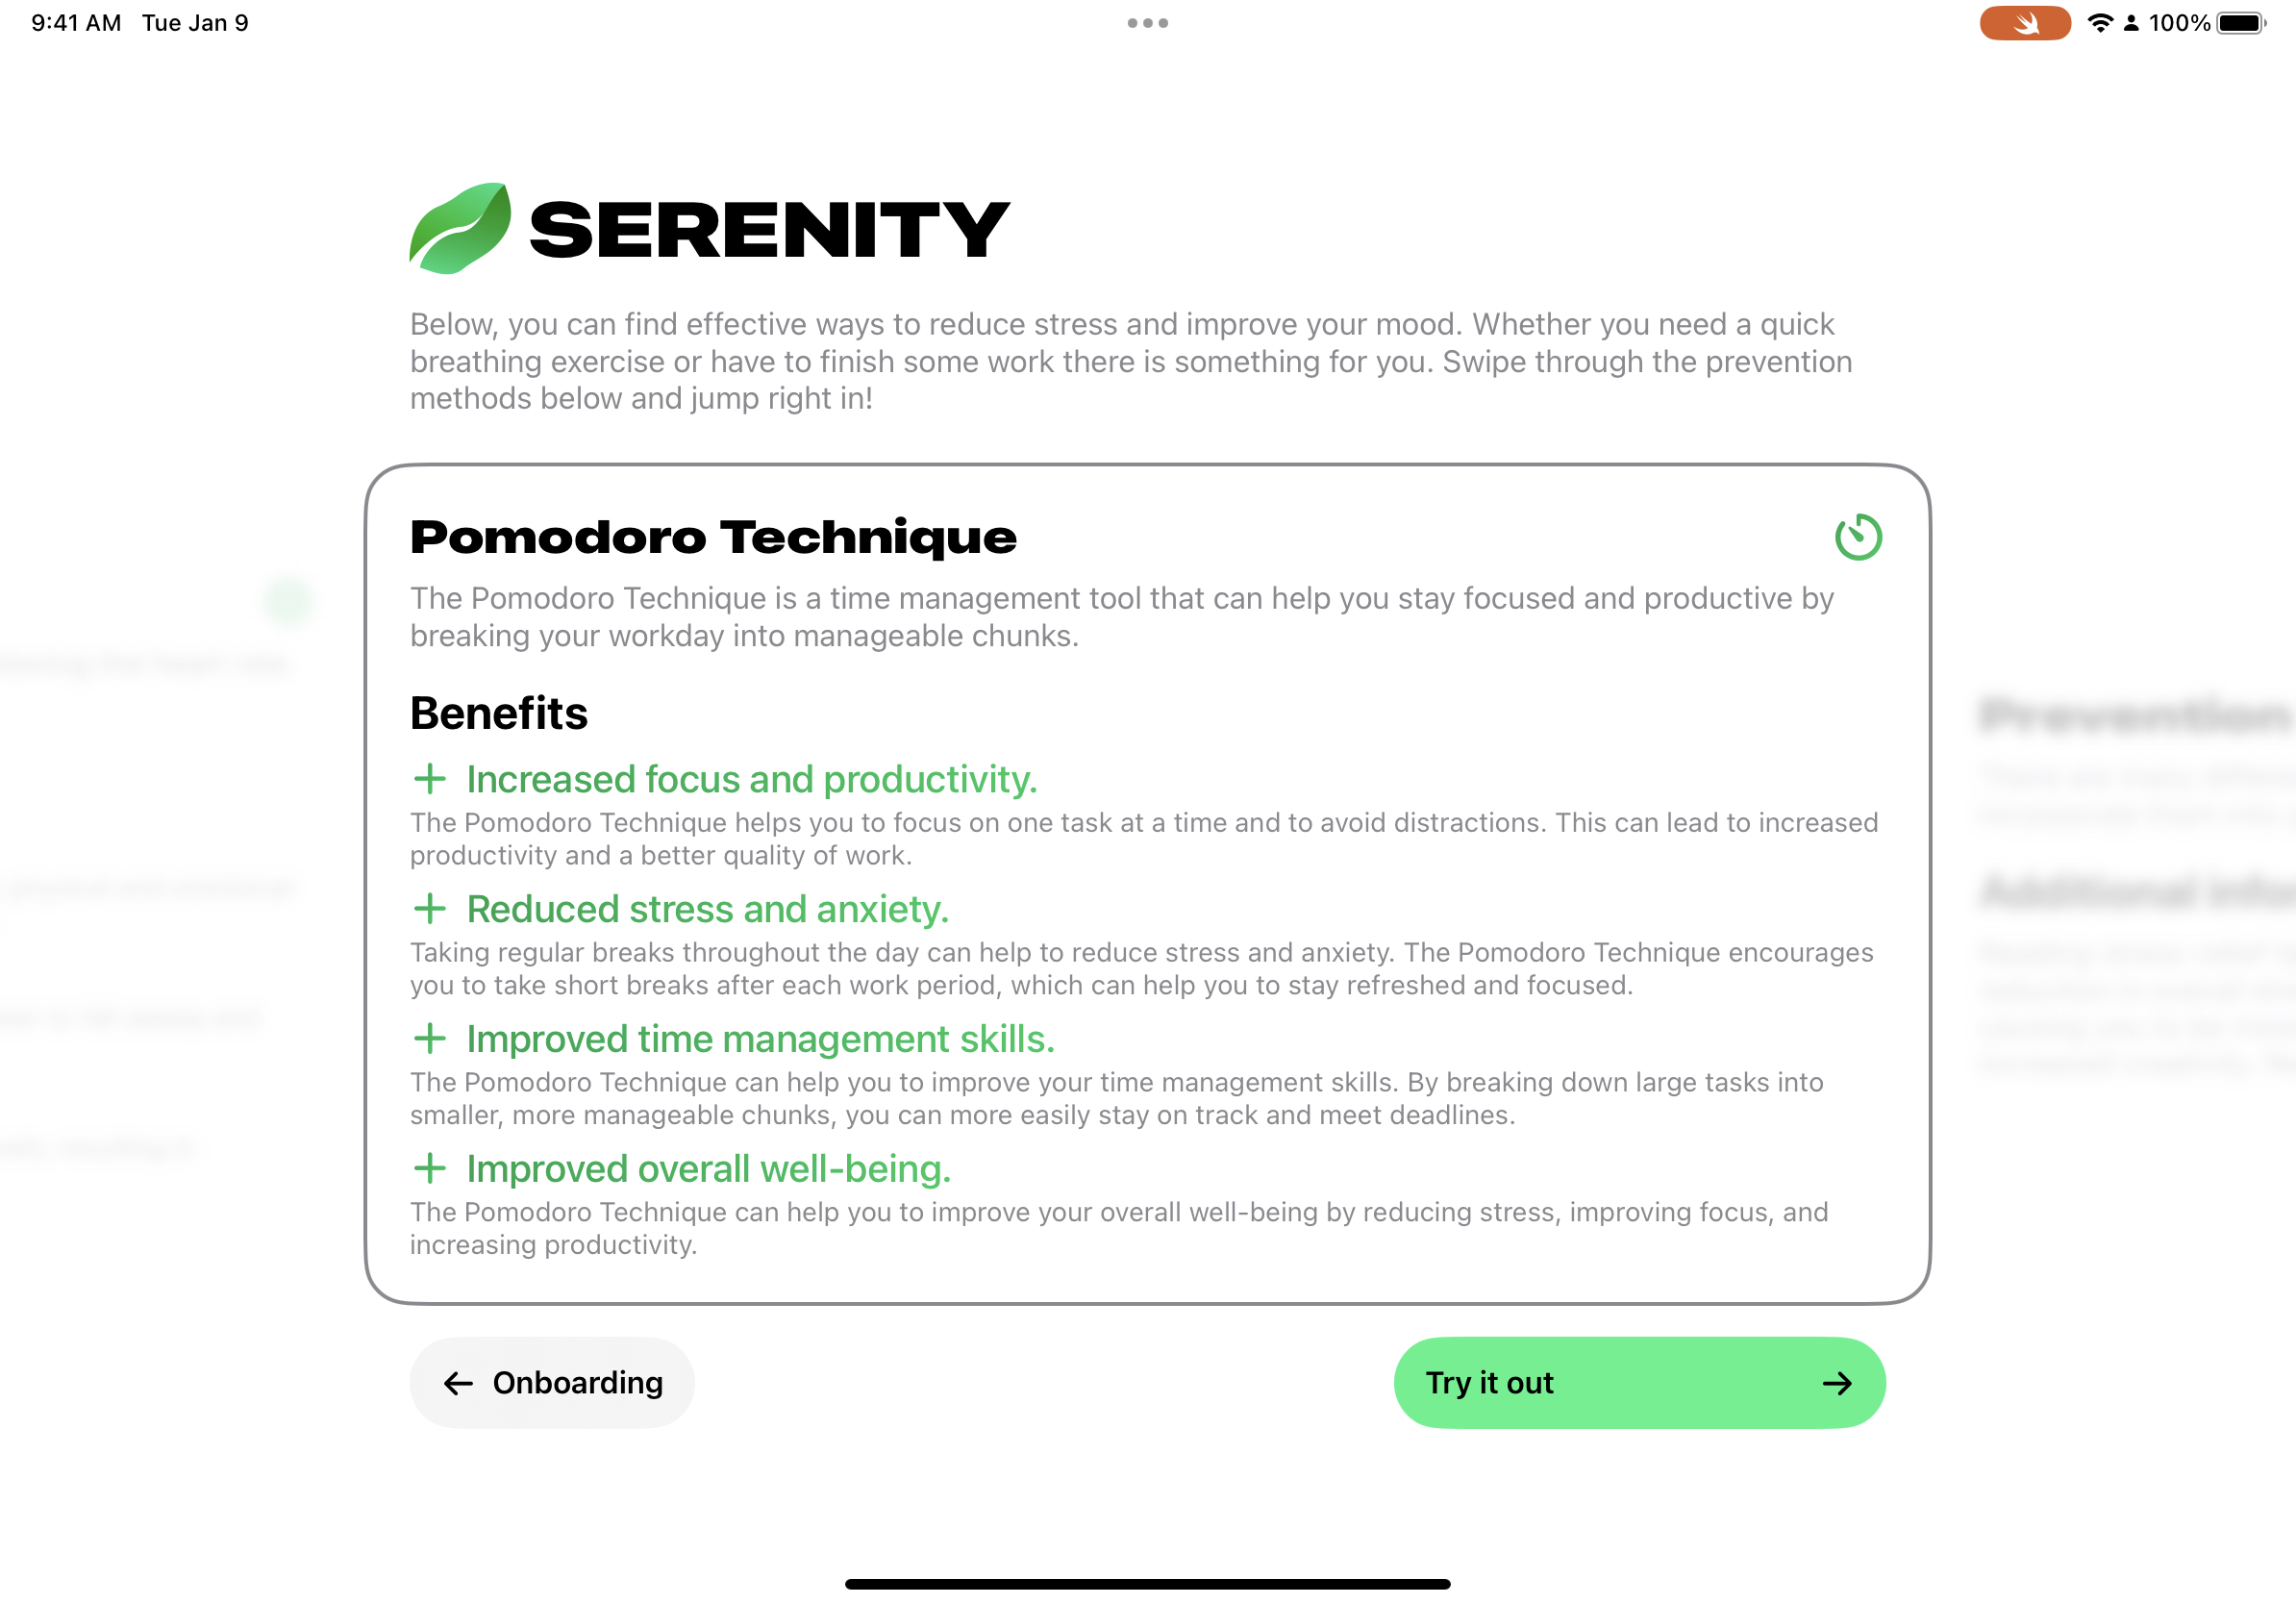 9:41 AM Tue Jan 9
100%
SERENITY
Below, you can find effective ways to reduce stress and improve your mood. Whether you need a quick
breathing exercise or have to finish some work there is something for you. Swipe through the prevention
methods below and jump right in!
Pomodoro Technique
The Pomodoro Technique is a time management tool that can help you stay focused and productive by
breaking your workday into manageable chunks.
Benefits
Increased focus and productivity.
The Pomodoro Technique helps you to focus on one task at a time and to avoid distractions. This can lead to increased
productivity and a better quality of work.
Reduced stress and anxiety.
Taking regular breaks throughout the day can help to reduce stress and anxiety. The Pomodoro Technique encourages
you to take short breaks after each work period, which can help you to stay refreshed and focused.
Improved time management skills.
The Pomodoro Technique can help you to improve your time management skills. By breaking down large tasks into
smaller, more manageable chunks, you can more easily stay on track and meet deadlines.
Improved overall well-being.
The Pomodoro Technique can help you to improve your overall well-being by reducing stress, improving focus, and
increasing productivity.
Prevention
Additional
Onboarding
Try it out